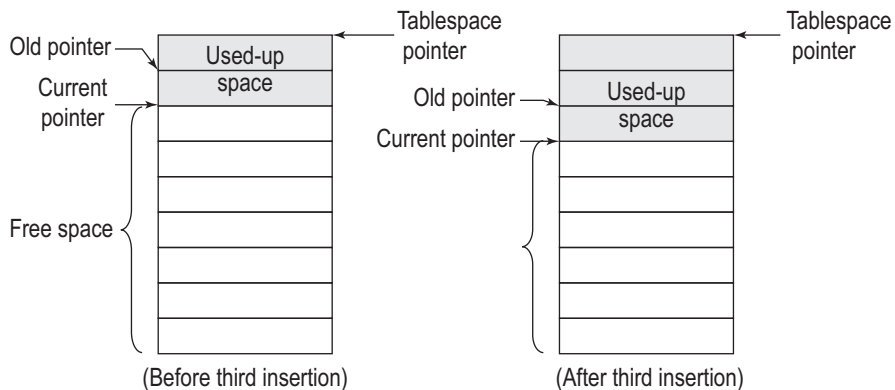 Tablespace
pointer
Old pointer
Used-up
space
Current
pointer
Free space
(Before third insertion)
Tablespace
pointer
Old pointer
Used-up
space
Current pointer
(After third insertion)